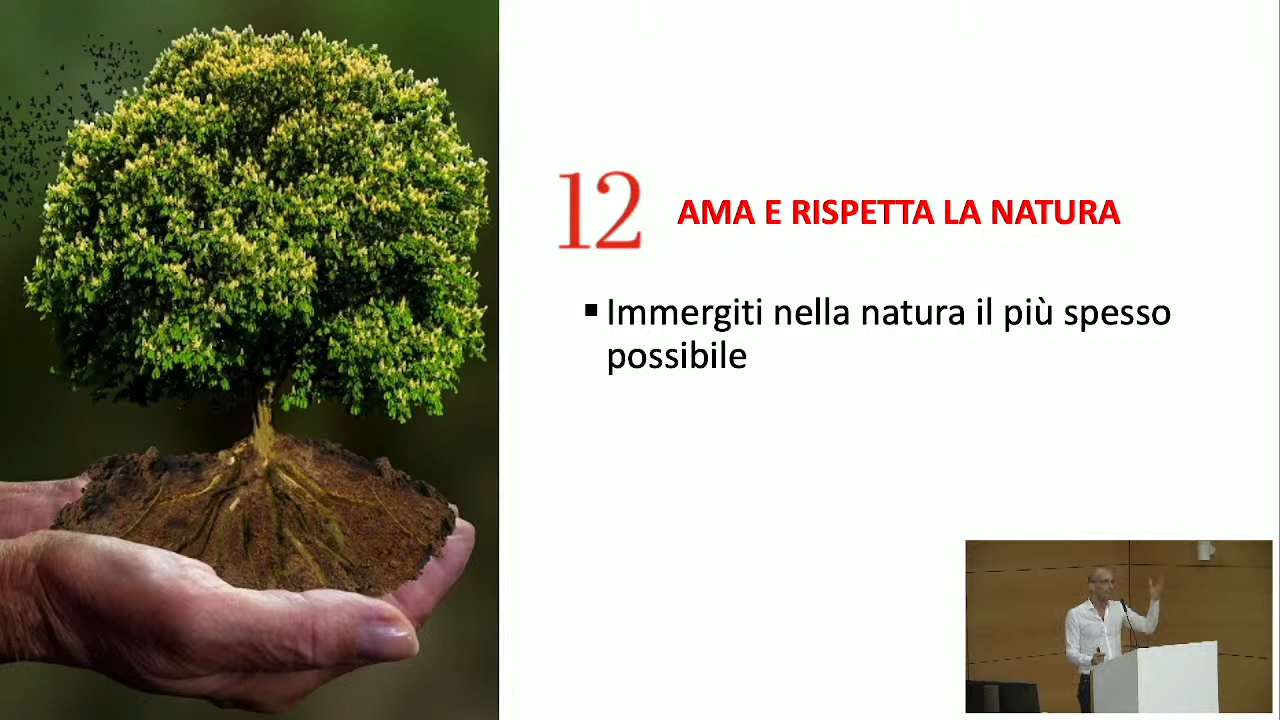 12 AMA E RISPETTA LA NATURA
▪ Immergiti nella natura il più spesso
possibile